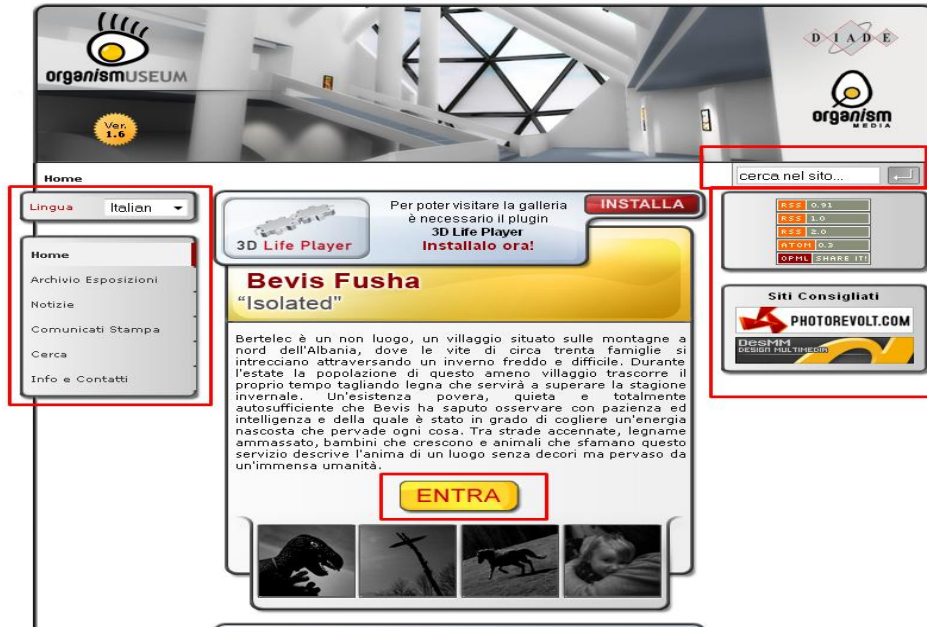 organismUSEUM
Ver.
1.6
DIADE
organism
MEDIA
Home
cerca nel sito...
Lingua Italian
Home
Archivio Esposizioni
Notizie
Comunicati Stampa
Cerca
Info e Contatti
3D Life Player
Per poter visitare la galleria
è necessario il plugin
3D Life Player
Installalo ora!
INSTALLA
Bevis Fusha
“Isolated”
Bertelec è un non luogo, un villaggio situato sulle montagne a
nord dell'Albania, dove le vite di circa trenta famiglie si
intrecciano attraversando un inverno freddo e difficile. Durante
l'estate la popolazione di questo ameno villaggio trascorre il
proprio tempo tagliando legna che servirà a superare la stagione
invernale. Un'esistenza povera, quieta e totalmente
autosufficiente che Bevis ha saputo osservare con pazienza ed
intelligenza e della quale è stato in grado di cogliere un'energia
nascosta che pervade ogni cosa. Tra strade accennate, legname
ammassato, bambini che crescono e animali che sfamano questo
servizio descrive l'anima di un luogo senza decori ma pervaso da
un'immensa umanità.
ENTRA
RSS 0.91
RSS 1.0
RSS 2.0
ATOM 0.3
OPML SHARE IT!
Siti Consigliati
PHOTOREVOLT.COM
DesMM
DESIGN MULTIMEDIA